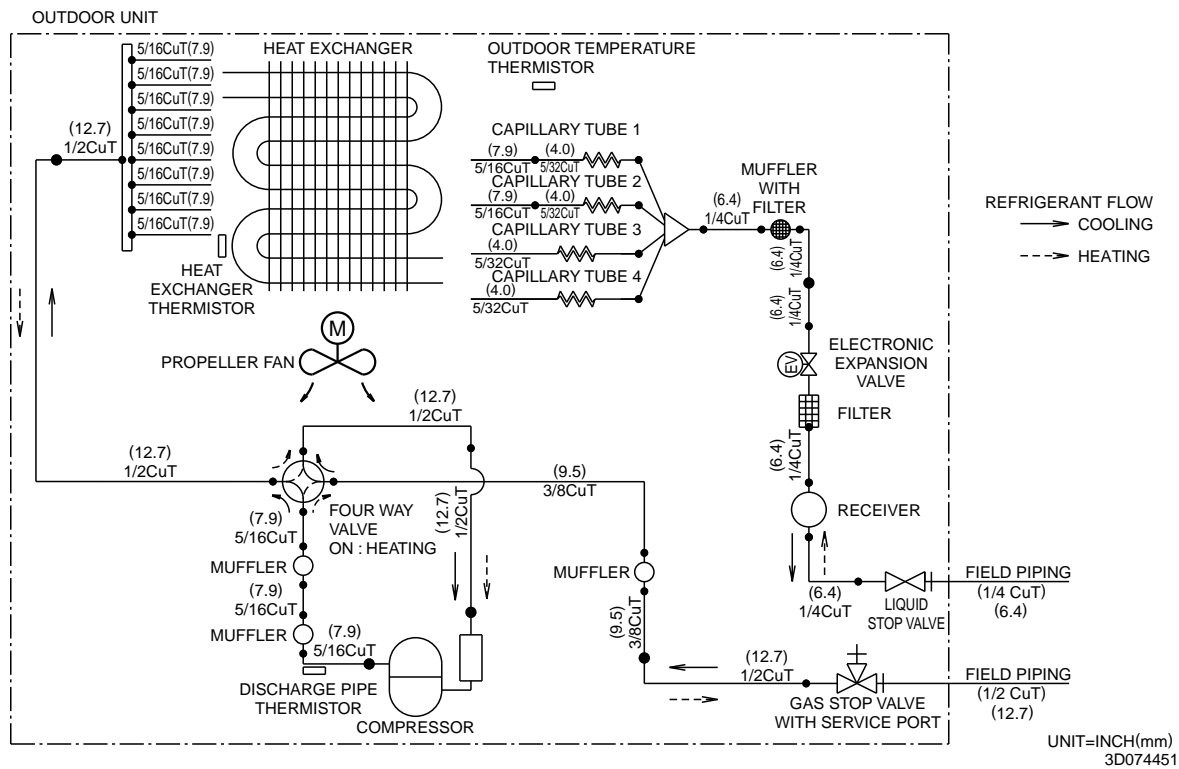 OUTDOOR UNIT
5/16CuT(7.9)
5/16CuT(7.9)
5/16CuT(7.9)
5/16CuT(7.9)
5/16CuT(7.9)
5/16CuT(7.9)
5/16CuT(7.9)
5/16CuT(7.9)
(12.7)
1/2CuT
HEAT EXCHANGER
HEAT
EXCHANGER
THERMISTOR
OUTDOOR TEMPERATURE
THERMISTOR
CAPILLARY TUBE 1
(7.9) (4.0)
5/16CuT 5/32CuT
CAPILLARY TUBE 2
(7.9) (4.0)
5/16CuT 5/32CuT
CAPILLARY TUBE 3
(4.0)
5/32CuT
CAPILLARY TUBE 4
(4.0)
5/32CuT
(6.4)
1/4CuT
MUFFLER
WITH
FILTER
(6.4)
1/4CuT
(6.4)
1/4CuT
REFRIGERANT FLOW
COOLING
HEATING
EV
ELECTRONIC
EXPANSION
VALVE
FILTER
(6.4)
1/4CuT
RECEIVER
(6.4)
1/4CuT
LIQUID
STOP VALVE
FIELD PIPING
(1/4 CuT)
(6.4)
M
PROPELLER FAN
(12.7)
1/2CuT
(12.7)
1/2CuT
(12.7)
1/2CuT
(9.5)
3/8CuT
FOUR WAY
VALVE
ON : HEATING
(7.9)
5/16CuT
MUFFLER
(7.9)
5/16CuT
MUFFLER
(7.9)
5/16CuT
DISCHARGE PIPE
THERMISTOR
COMPRESSOR
MUFFLER
(9.5)
3/8CuT
(12.7)
1/2CuT
GAS STOP VALVE
WITH SERVICE PORT
FIELD PIPING
(1/2 CuT)
(12.7)
UNIT=INCH(mm)
3D074451